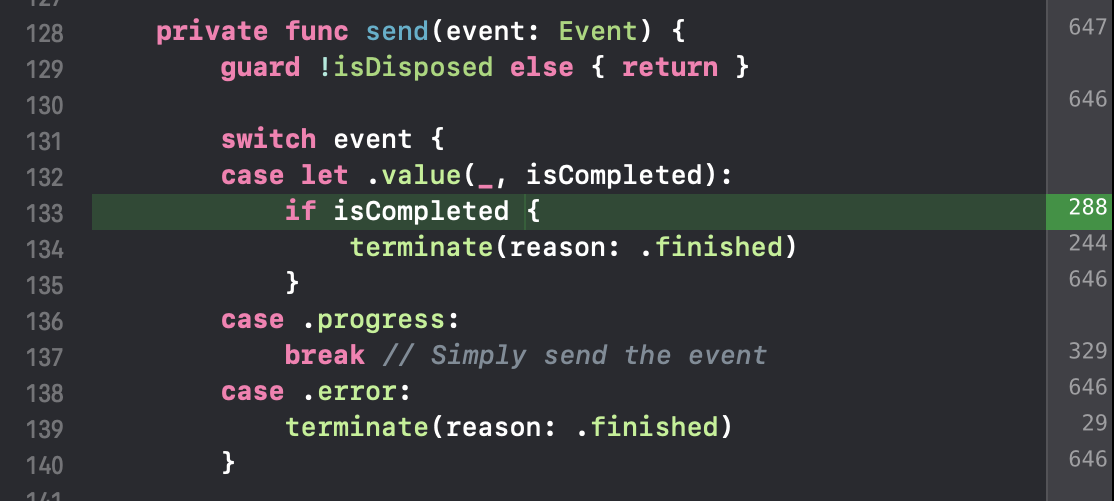 127
128 private func send(event: Event) { 647
129 guard !isDisposed else { return }
130 646
131 switch event {
132 case let .value(_, isCompleted):
133 if isCompleted { 288
134 terminate(reason: .finished) 244
135 } 646
136 case .progress:
137 break // Simply send the event 329
138 case .error: 646
139 terminate(reason: .finished) 29
140 } 646
141